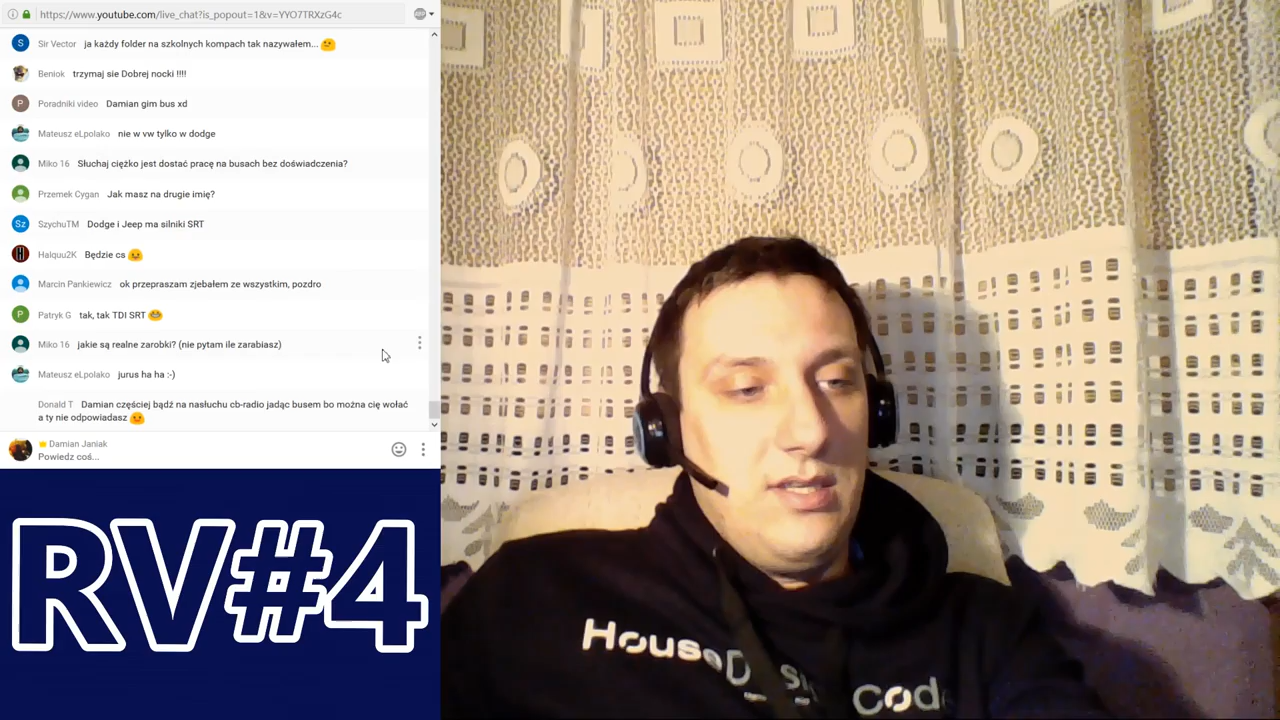 https://www.youtube.com/live_chat?is_popout=1&v=YYO7TRXzG4c
Sir Vector ja każdy folder na szkolnych kompach tak nazywałem...
Beniok trzymaj sie Dobrej nocki !!!!
P Poradniki video Damian gim bus xd
Mateusz eLpolako nie w vw tylko w dodge
Miko 16 Słuchaj ciężko jest dostać pracę na busach bez doświadczenia?
Przemek Cygan Jak masz na drugie imię?
Sz SzychuTM Dodge i Jeep ma silniki SRT
Halquu2K Będzie cs
Marcin Pankiewicz ok przepraszam zjebałem ze wszystkim, pozdro
P Patryk G tak, tak TDI SRT
Miko 16 jakie są realne zarobki? (nie pytam ile zarabiasz)
Mateusz eLpolako jurus ha ha :-)
Donald T Damian częściej bądź na nasłuchu cb-radio jadąc busem bo można cię wołać
a ty nie odpowiadasz
Damian Janiak
Powiedz coś...
RV#4
House
Code